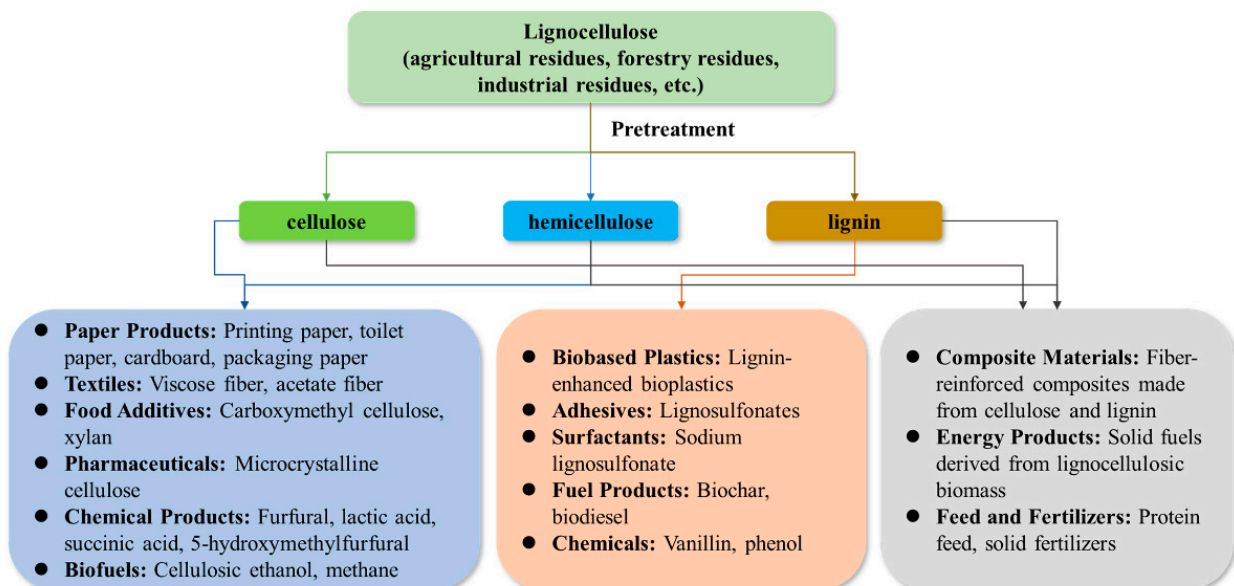 Lignocellulose
(agricultural residues, forestry residues,
industrial residues, etc.)
Pretreatment
cellulose
hemicellulose
lignin
● Paper Products: Printing paper, toilet
paper, cardboard, packaging paper
● Textiles: Viscose fiber, acetate fiber
● Food Additives: Carboxymethyl cellulose,
xylan
● Pharmaceuticals: Microcrystalline
cellulose
● Chemical Products: Furfural, lactic acid,
succinic acid, 5-hydroxymethylfurfural
● Biofuels: Cellulosic ethanol, methane
● Biobased Plastics: Lignin-
enhanced bioplastics
● Adhesives: Lignosulfonates
● Surfactants: Sodium
lignosulfonate
● Fuel Products: Biochar,
biodiesel
● Chemicals: Vanillin, phenol
● Composite Materials: Fiber-
reinforced composites made
from cellulose and lignin
● Energy Products: Solid fuels
derived from lignocellulosic
biomass
● Feed and Fertilizers: Protein
feed, solid fertilizers